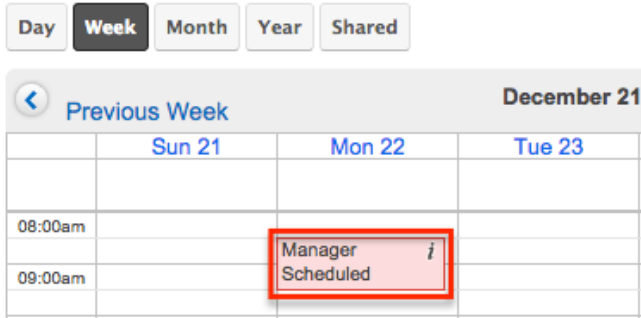 Day Week Month Year Shared
Previous Week December 21
Sun 21 Mon 22 Tue 23
08:00am
Manager i
Scheduled
09:00am